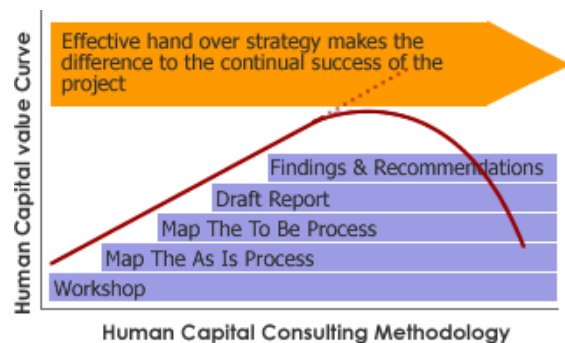 Effective hand over strategy makes the
difference to the continual success of the
project
Human Capital value Curve
Findings & Recommendations
Draft Report
Map The To Be Process
Map The As Is Process
Workshop
Human Capital Consulting Methodology